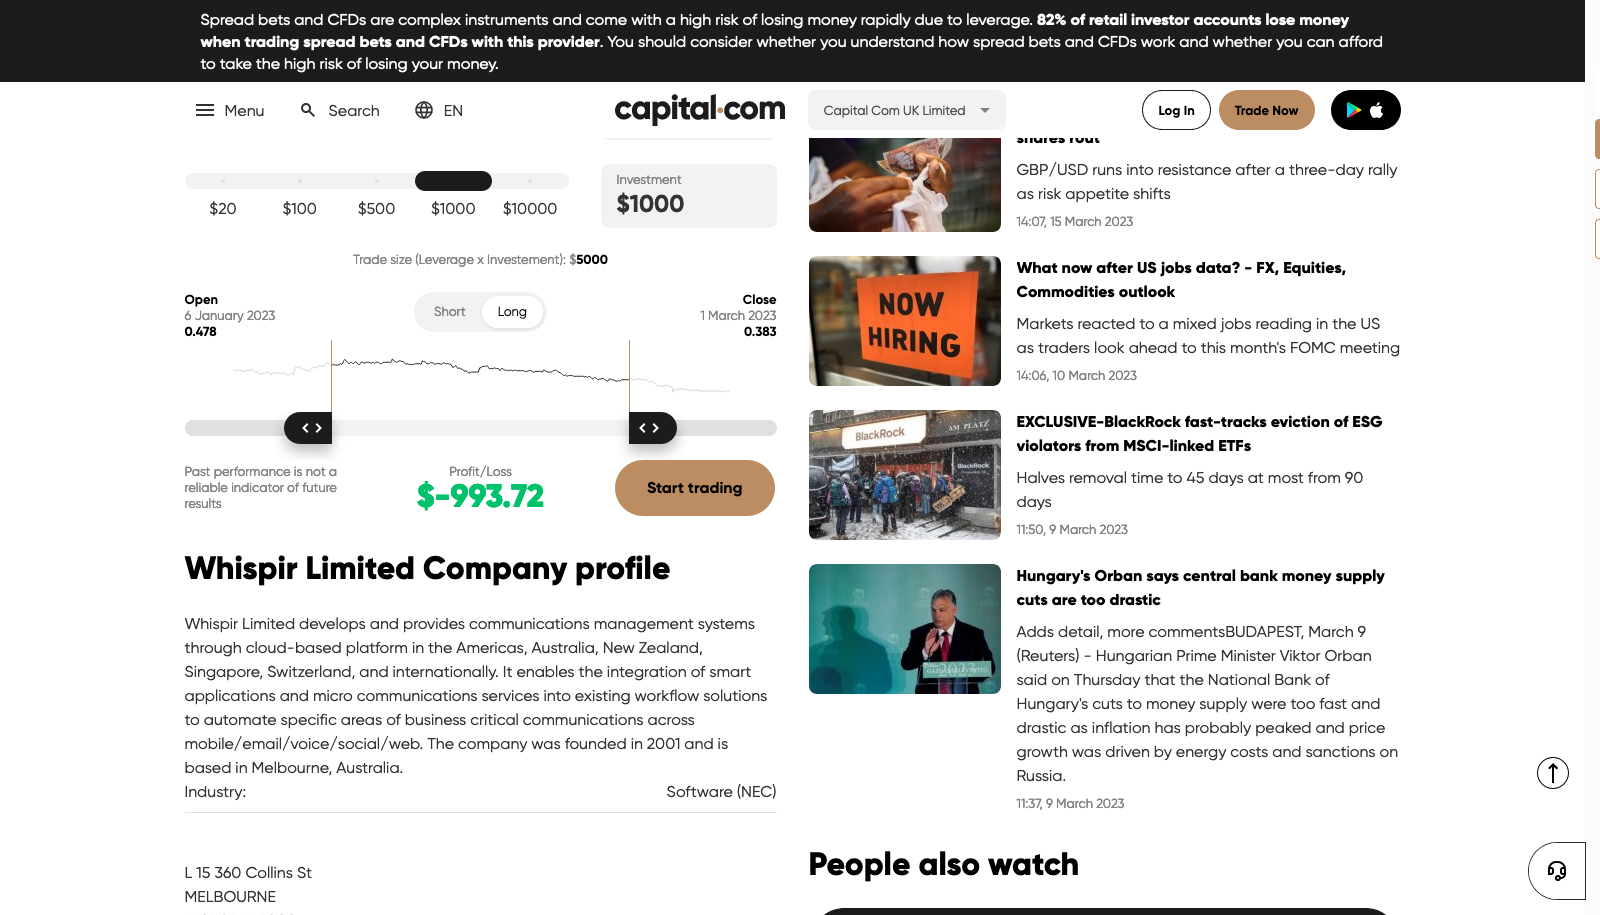 Spread bets and CFDs are complex instruments and come with a high risk of losing money rapidly due to leverage. 82% of retail investor accounts lose money
when trading spread bets and CFDs with this provider. You should consider whether you understand how spread bets and CFDs work and whether you can afford
to take the high risk of losing your money.
Menu
Search
EN
capital.com
Capital Com UK Limited
Log In
Trade Now
$20
$100
$500
$1000
$10000
Investment
$1000
Trade size (Leverage x Investement): $5000
Open
6 January 2023
0.478
Short
Long
Close
1 March 2023
0.383
Past performance is not a
reliable indicator of future
results
Profit/Loss
$-993.72
Start trading
Whispir Limited Company profile
Whispir Limited develops and provides communications management systems
through cloud-based platform in the Americas, Australia, New Zealand,
Singapore, Switzerland, and internationally. It enables the integration of smart
applications and micro communications services into existing workflow solutions
to automate specific areas of business critical communications across
mobile/email/voice/social/web. The company was founded in 2001 and is
based in Melbourne, Australia.
Industry:
Software (NEC)
L 15 360 Collins St
MELBOURNE
shares rout
GBP/USD runs into resistance after a three-day rally
as risk appetite shifts
14:07, 15 March 2023
NOW
HIRING
What now after US jobs data? - FX, Equities,
Commodities outlook
Markets reacted to a mixed jobs reading in the US
as traders look ahead to this month's FOMC meeting
14:06, 10 March 2023
AM PLATZ
BlackRock
BlackRock
EXCLUSIVE-BlackRock fast-tracks eviction of ESG
violators from MSCI-linked ETFs
Halves removal time to 45 days at most from 90
days
11:50, 9 March 2023
Hungary's Orban says central bank money supply
cuts are too drastic
Adds detail, more commentsBUDAPEST, March 9
(Reuters) - Hungarian Prime Minister Viktor Orban
said on Thursday that the National Bank of
Hungary's cuts to money supply were too fast and
drastic as inflation has probably peaked and price
growth was driven by energy costs and sanctions on
Russia.
11:37, 9 March 2023
People also watch